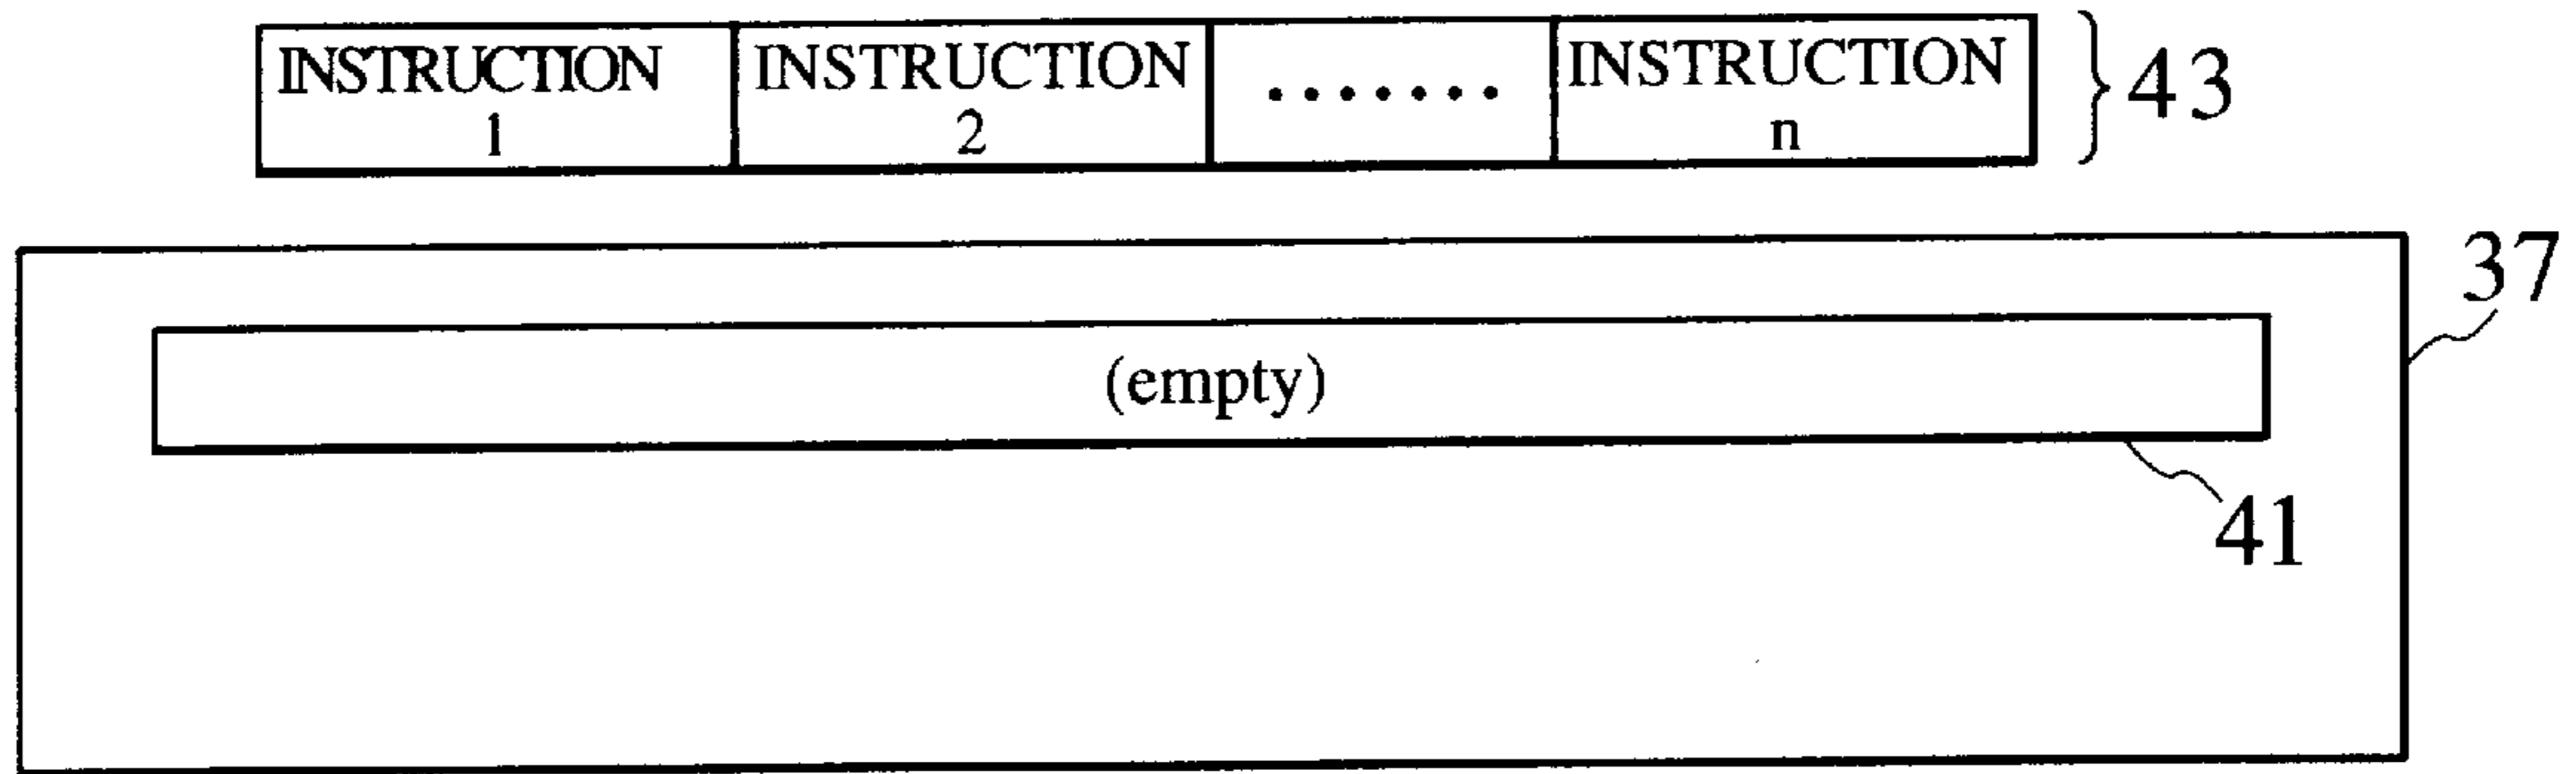 INSTRUCTION INSTRUCTION ....... INSTRUCTION 43
1 2 n
37
(empty)
41